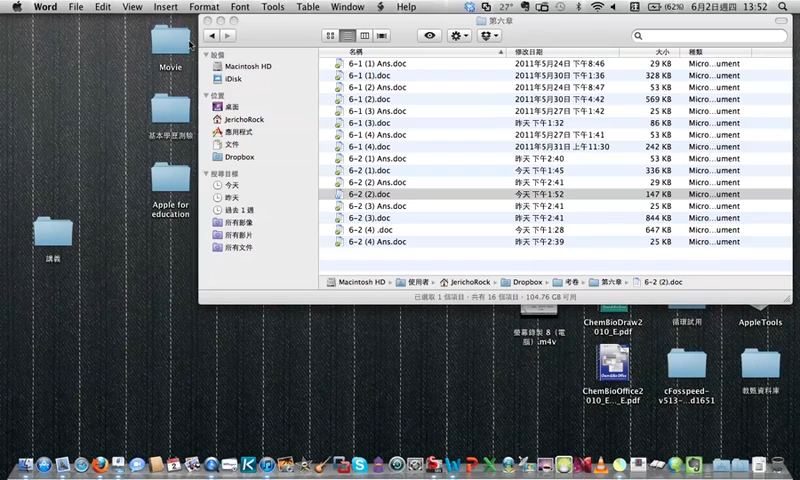 Word File Edit View Insert Format Font Tools Table Window Help 27° (62%) 6月2日週四 13:52
第六章
名稱 修改日期 大小 種類
6-1 (1) Ans.doc 2011年5月24日 下午8:46 29 KB Micro...ument
6-1 (1).doc 2011年5月30日 下午1:36 328 KB Micro...ument
6-1 (2) Ans.doc 2011年5月24日 下午8:47 53 KB Micro...ument
6-1 (2).doc 2011年5月30日 下午4:42 569 KB Micro...ument
6-1 (3) Ans.doc 2011年5月27日 下午1:42 25 KB Micro...ument
6-1 (3).doc 昨天 下午1:32 86 KB Micro...ument
6-1 (4) Ans.doc 2011年5月27日 下午1:41 53 KB Micro...ument
6-1 (4).doc 2011年5月31日 上午11:30 242 KB Micro...ument
6-2 (1) Ans.doc 昨天 下午2:40 53 KB Micro...ument
6-2 (1).doc 今天 下午1:45 336 KB Micro...ument
6-2 (2) Ans.doc 昨天 下午2:41 29 KB Micro...ument
6-2 (2).doc 今天 下午1:52 147 KB Micro...ument
6-2 (3) Ans.doc 昨天 下午2:41 25 KB Micro...ument
6-2 (3).doc 昨天 下午2:41 844 KB Micro...ument
6-2 (4) .doc 今天 下午1:28 647 KB Micro...ument
6-2 (4) Ans.doc 昨天 下午2:39 25 KB Micro...ument
設備
Macintosh HD
iDisk
位置
桌面
JerichoRock
應用程式
文件
Dropbox
搜尋目標
今天
昨天
過去 1 週
所有影像
所有影片
所有文件
Macintosh HD 使用者 JerichoRock Dropbox 考卷 第六章 6-2 (2).doc
已選取 1 個項目,共有 16 個項目,104.76 GB 可用
Movie
基本學歷測驗
Apple for
education
講義
螢幕錄製 8(電
腦).m4v
ChemBioDraw2
010_E.pdf
循環試用
AppleTools
ChemBioOffice2
010_E..._E.pdf
cFosspeed-
v513-...d1651
教甄資料庫